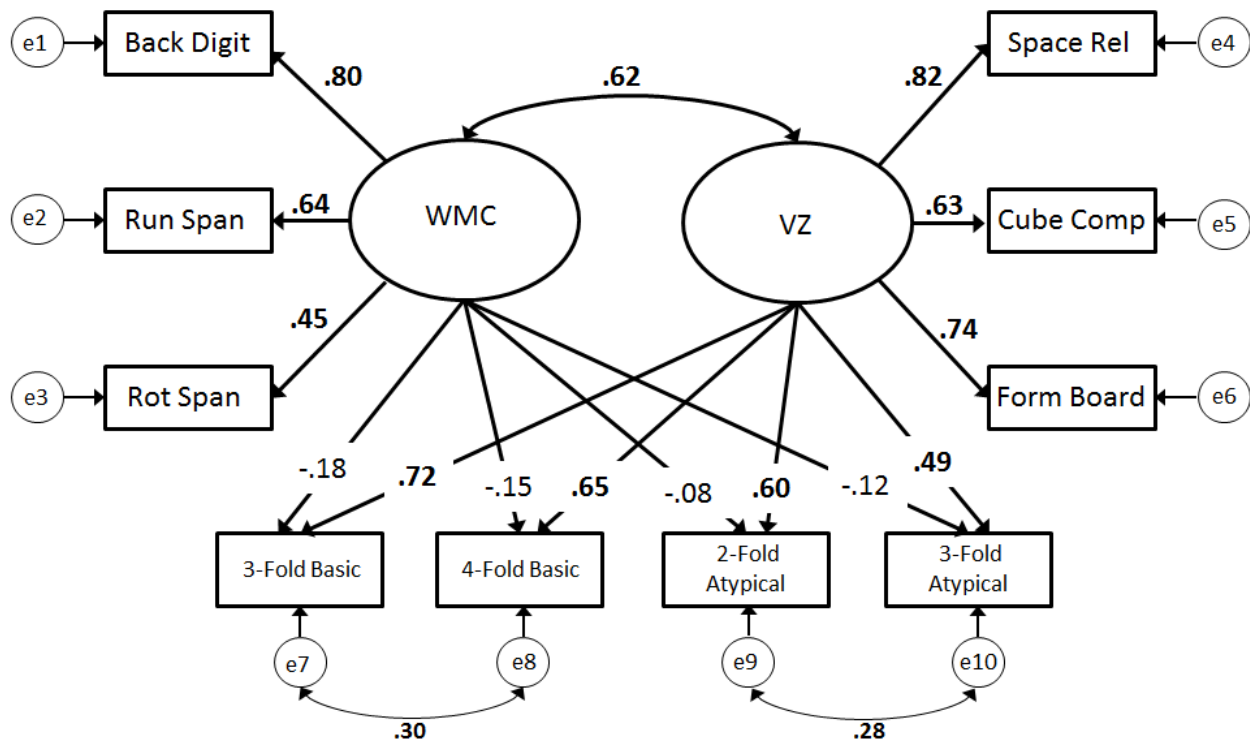 e1
Back Digit
Space Rel
e4
.80
.62
.82
e2
Run Span
.64
WMC
VZ
.63
Cube Comp
e5
.45
.74
e3
Rot Span
Form Board
e6
-.18
.72
-.15
.65
-.08
.60
-.12
.49
3-Fold Basic
4-Fold Basic
2-Fold
Atypical
3-Fold
Atypical
e7
e8
e9
e10
.30
.28